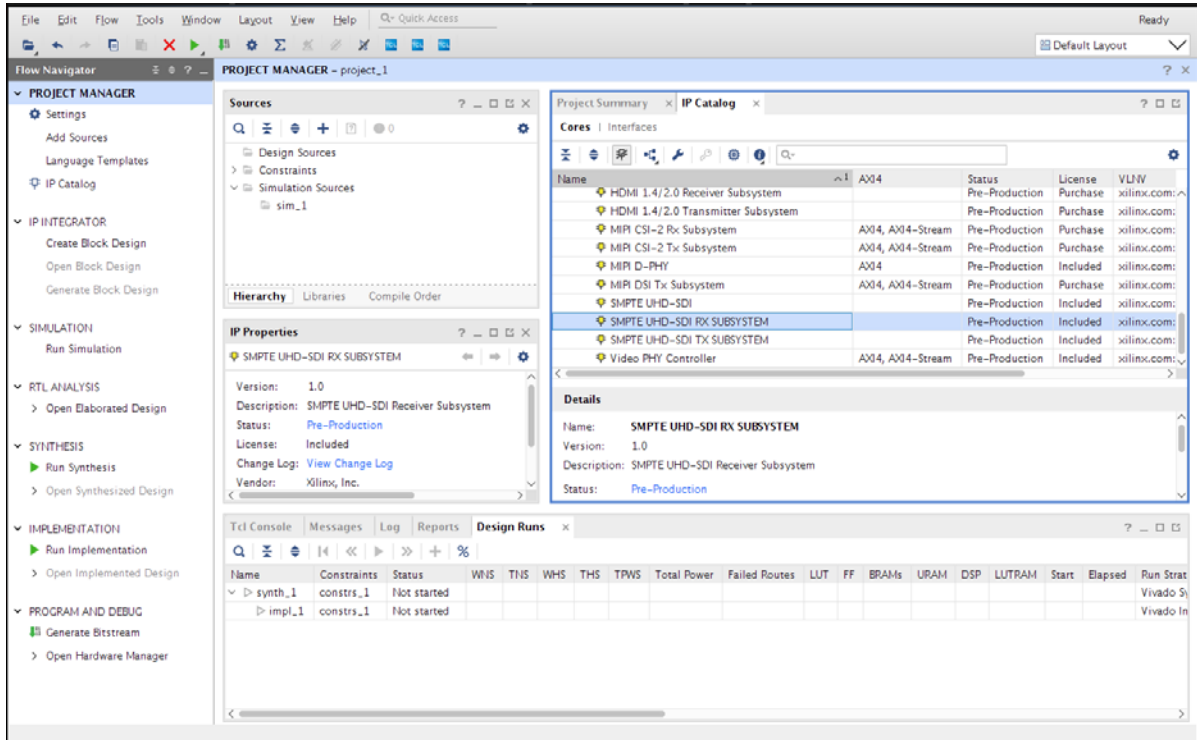 File Edit Flow Tools Window Layout View Help Quick Access Ready
Default Layout
Flow Navigator
PROJECT MANAGER - project_1
PROJECT MANAGER
Settings
Add Sources
Language Templates
IP Catalog
IP INTEGRATOR
Create Block Design
Open Block Design
Generate Block Design
SIMULATION
Run Simulation
RTL ANALYSIS
Open Elaborated Design
SYNTHESIS
Run Synthesis
Open Synthesized Design
IMPLEMENTATION
Run Implementation
Open Implemented Design
PROGRAM AND DEBUG
Generate Bitstream
Open Hardware Manager
Sources
0
Design Sources
Constraints
Simulation Sources
sim_1
Hierarchy Libraries Compile Order
IP Properties
SMPTE UHD-SDI RX SUBSYSTEM
Version: 1.0
Description: SMPTE UHD-SDI Receiver Subsystem
Status: Pre-Production
License: Included
Change Log: View Change Log
Vendor: Xilinx, Inc.
Project Summary IP Catalog
Cores | Interfaces
Name 1 AXI4 Status License VLNV
HDMI 1.4/2.0 Receiver Subsystem Pre-Production Purchase xilinx.com:
HDMI 1.4/2.0 Transmitter Subsystem Pre-Production Purchase xilinx.com:
MIPI CSI-2 Rx Subsystem AXI4, AXI4-Stream Pre-Production Purchase xilinx.com:
MIPI CSI-2 Tx Subsystem AXI4, AXI4-Stream Pre-Production Purchase xilinx.com:
MIPI D-PHY AXI4 Pre-Production Included xilinx.com:
MIPI DSI Tx Subsystem AXI4, AXI4-Stream Pre-Production Purchase xilinx.com:
SMPTE UHD-SDI Pre-Production Included xilinx.com:
SMPTE UHD-SDI RX SUBSYSTEM Pre-Production Included xilinx.com:
SMPTE UHD-SDI TX SUBSYSTEM Pre-Production Included xilinx.com:
Video PHY Controller AXI4, AXI4-Stream Pre-Production Included xilinx.com:
Details
Name: SMPTE UHD-SDI RX SUBSYSTEM
Version: 1.0
Description: SMPTE UHD-SDI Receiver Subsystem
Status: Pre-Production
Tcl Console Messages Log Reports Design Runs
Name Constraints Status WNS TNS WHS THS TPWS Total Power Failed Routes LUT FF BRAMs URAM DSP LUTRAM Start Elapsed Run Strat
synth_1 constrs_1 Not started Vivado Sy
impl_1 constrs_1 Not started Vivado Im